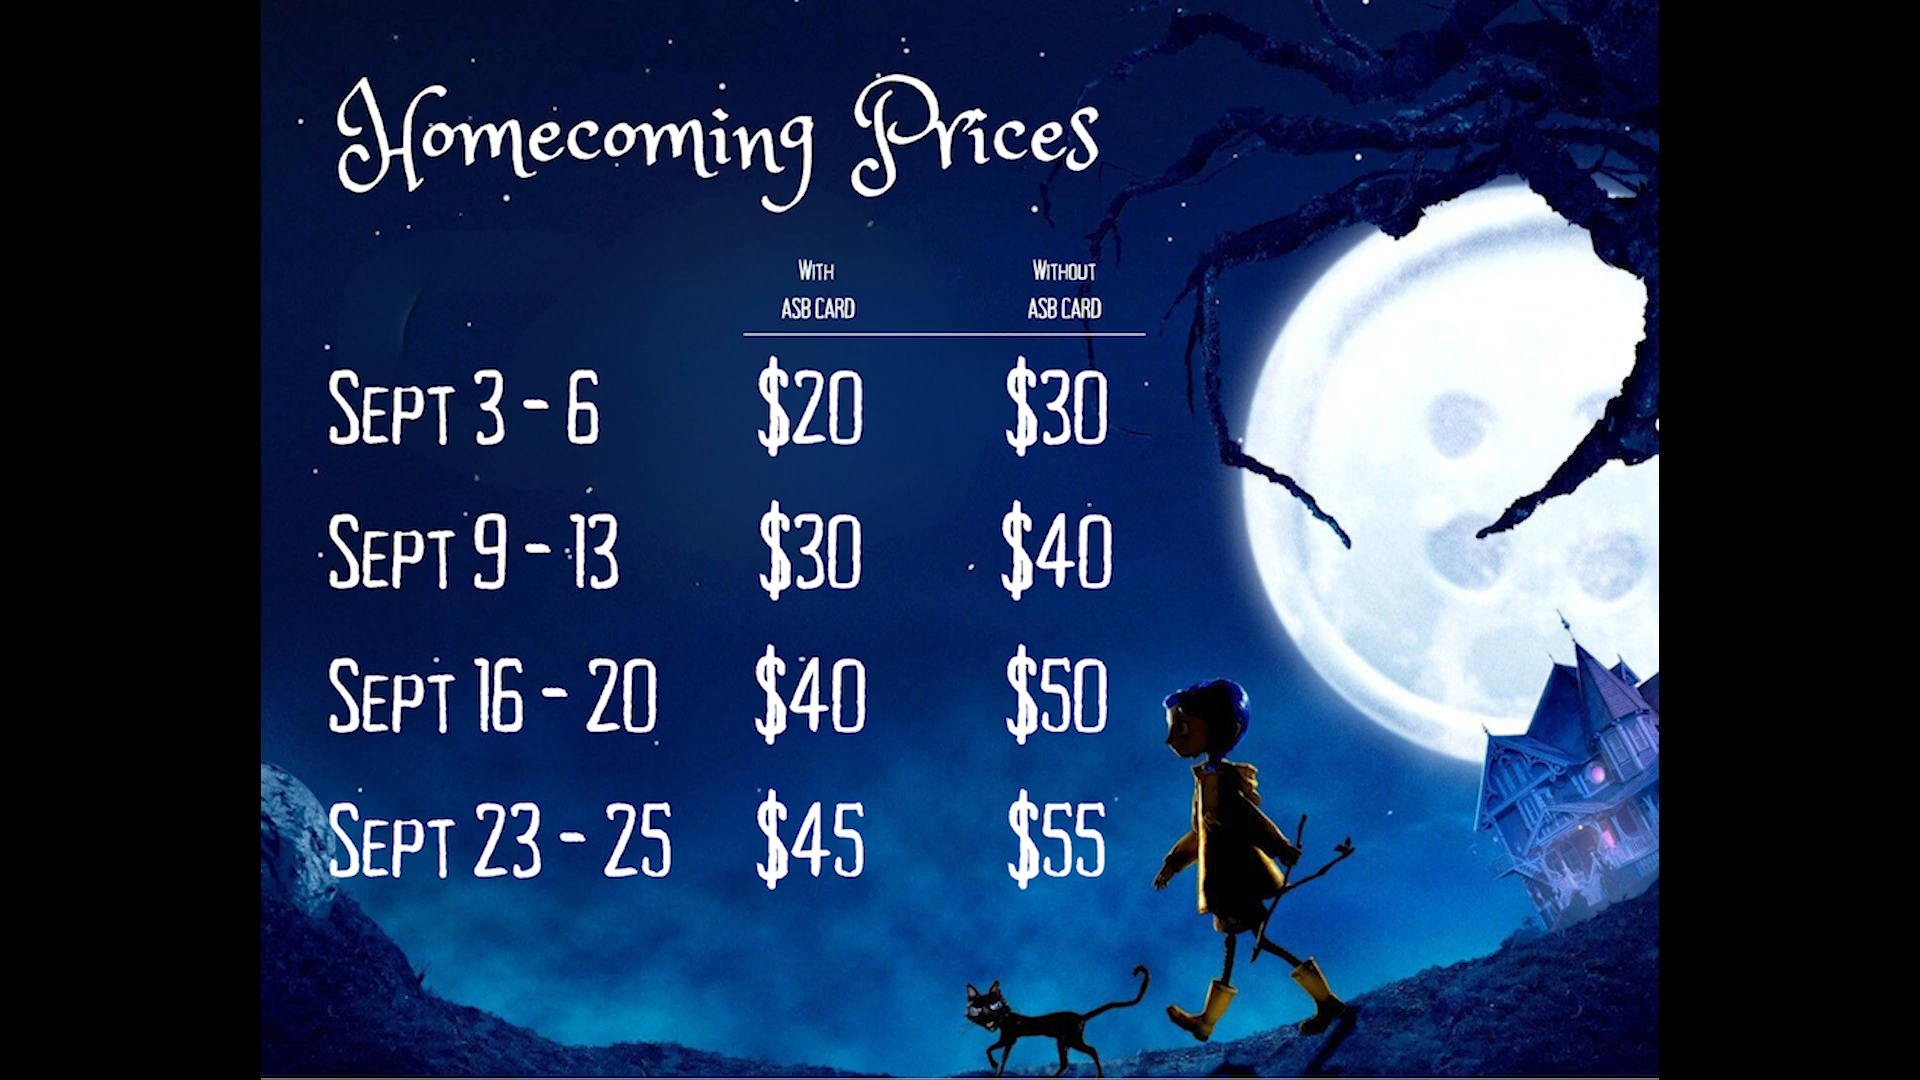 Homecoming Prices
With Without
ASB CARD ASB CARD
Sept 3 - 6 $20 $30
Sept 9 - 13 $30 $40
Sept 16 - 20 $40 $50
Sept 23 - 25 $45 $55